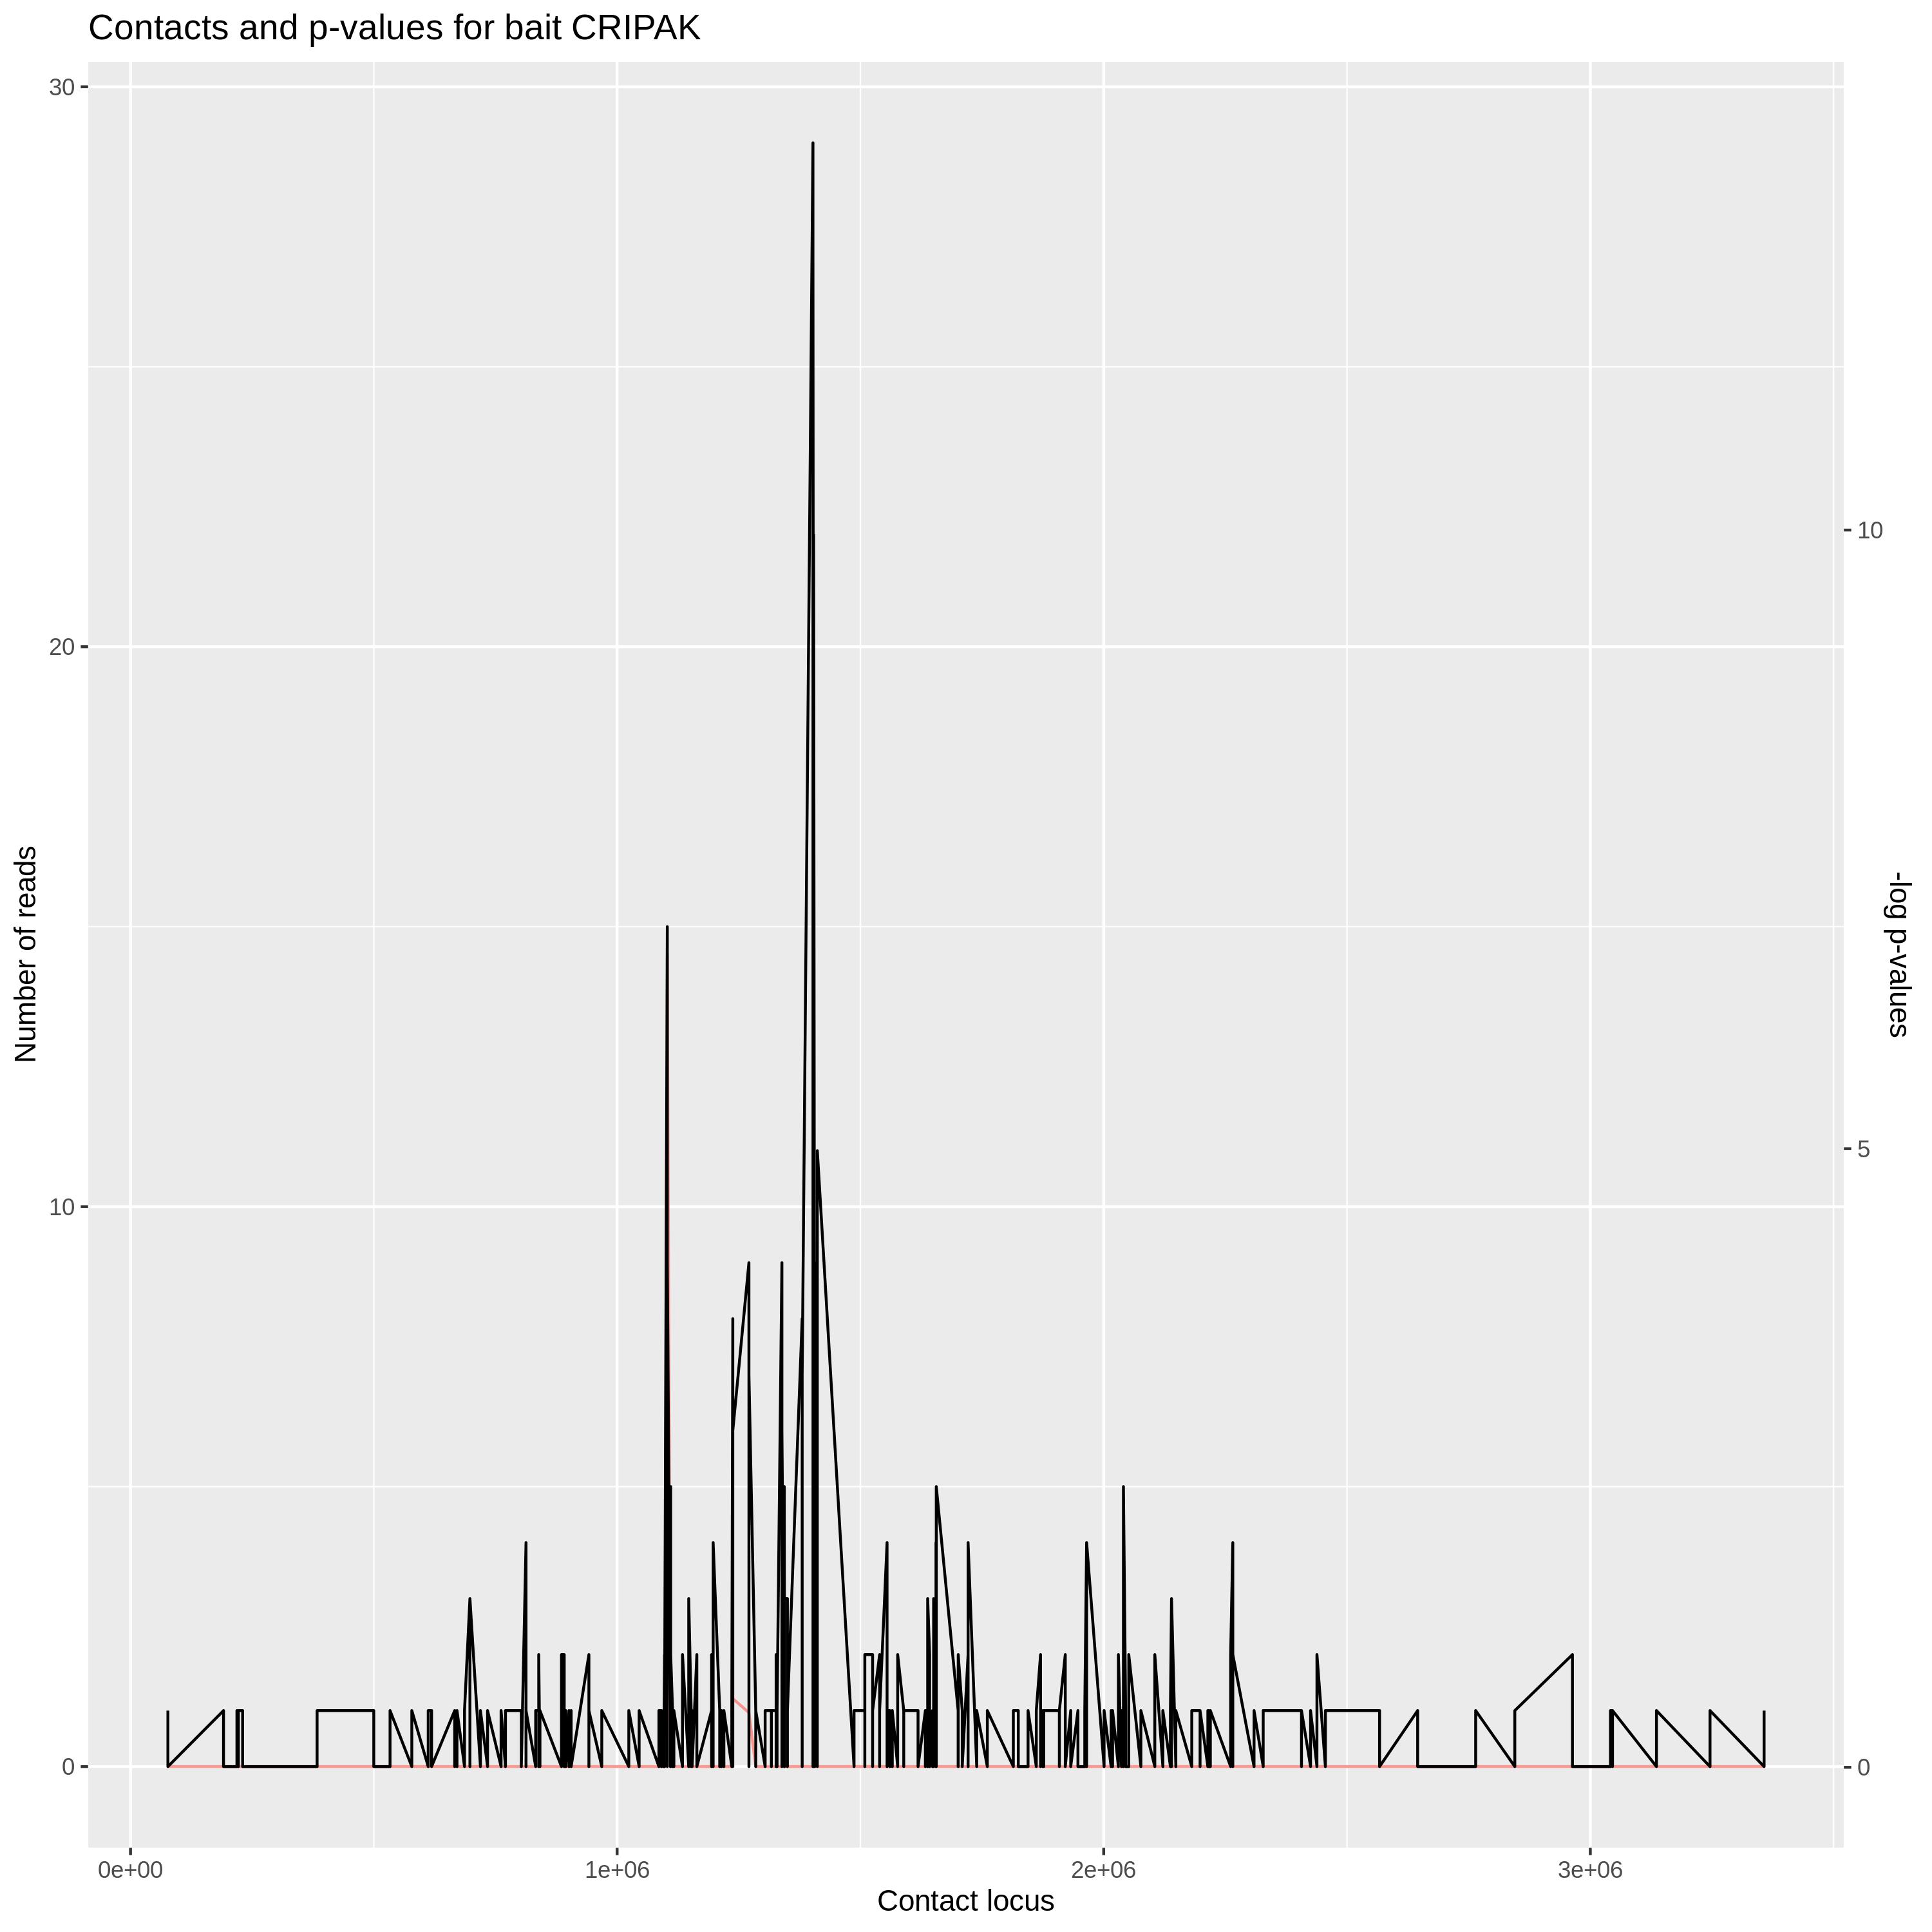 Contacts and p-values for bait CRIPAK
30
20
10
0
Number of reads
10
5
0
-log p-values
0e+00 1e+06 2e+06 3e+06
Contact locus